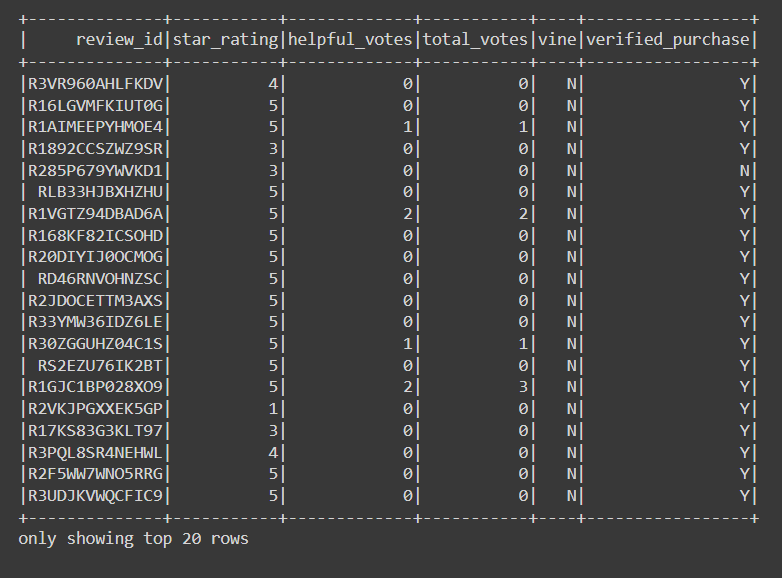 +--------------+-----------+-------------+-----------+----+-----------------+
|     review_id|star_rating|helpful_votes|total_votes|vine|verified_purchase|
+--------------+-----------+-------------+-----------+----+-----------------+
|R3VR960AHLFKDV|          4|            0|          0|   N|                Y|
|R16LGVMFKIUT0G|          5|            0|          0|   N|                Y|
|R1AIMEEPYHMOE4|          5|            1|          1|   N|                Y|
|R1892CCSZWZ9SR|          3|            0|          0|   N|                Y|
|R285P679YWVKD1|          3|            0|          0|   N|                N|
| RLB33HJBXHZHU|          5|            0|          0|   N|                Y|
|R1VGTZ94DBAD6A|          5|            2|          2|   N|                Y|
|R168KF82ICSOHD|          5|            0|          0|   N|                Y|
|R20DIYIJ0OCMOG|          5|            0|          0|   N|                Y|
| RD46RNVOHNZSC|          5|            0|          0|   N|                Y|
|R2JDOCETTM3AXS|          5|            0|          0|   N|                Y|
|R33YMW36IDZ6LE|          5|            0|          0|   N|                Y|
|R30ZGGUHZ04C1S|          5|            1|          1|   N|                Y|
| RS2EZU76IK2BT|          5|            0|          0|   N|                Y|
|R1GJC1BP028XO9|          5|            2|          3|   N|                Y|
|R2VKJPGXXEK5GP|          1|            0|          0|   N|                Y|
|R17KS83G3KLT97|          3|            0|          0|   N|                Y|
|R3PQL8SR4NEHWL|          4|            0|          0|   N|                Y|
|R2F5WW7WNO5RRG|          5|            0|          0|   N|                Y|
|R3UDJKVWQCFIC9|          5|            0|          0|   N|                Y|
+--------------+-----------+-------------+-----------+----+-----------------+
only showing top 20 rows